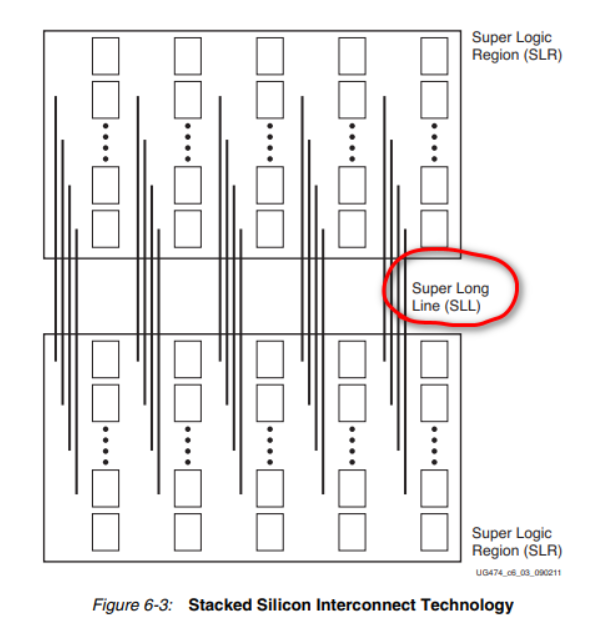 Super Logic
Region (SLR)
Super Long
Line (SLL)
Super Logic
Region (SLR)
UG474_c6_03_090211
Figure 6-3: Stacked Silicon Interconnect Technology